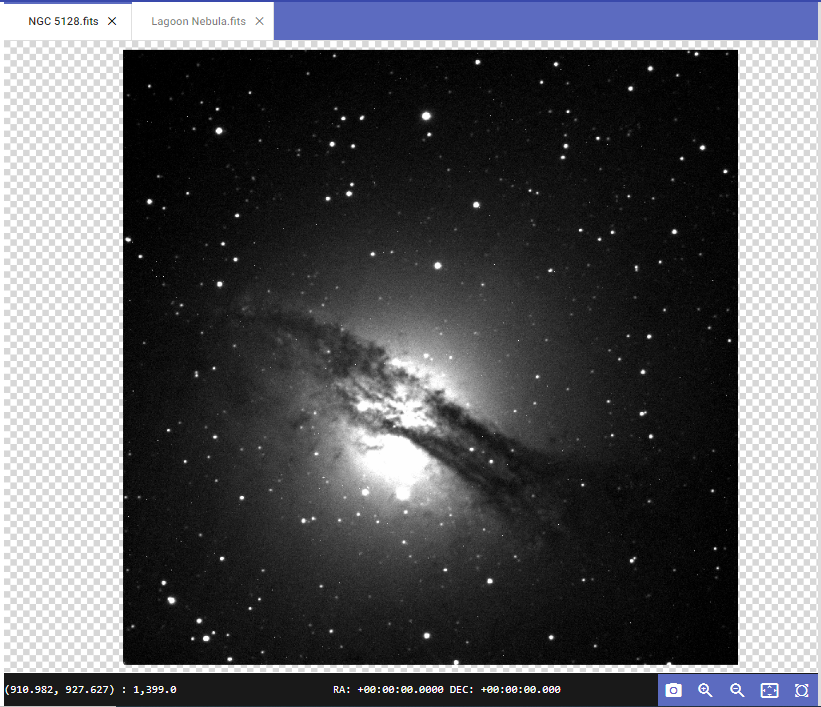 NGC 5128.fits
Lagoon Nebula.fits
(910.982, 927.627) : 1,399.0
RA: +00:00:00.0000 DEC: +00:00:00.000